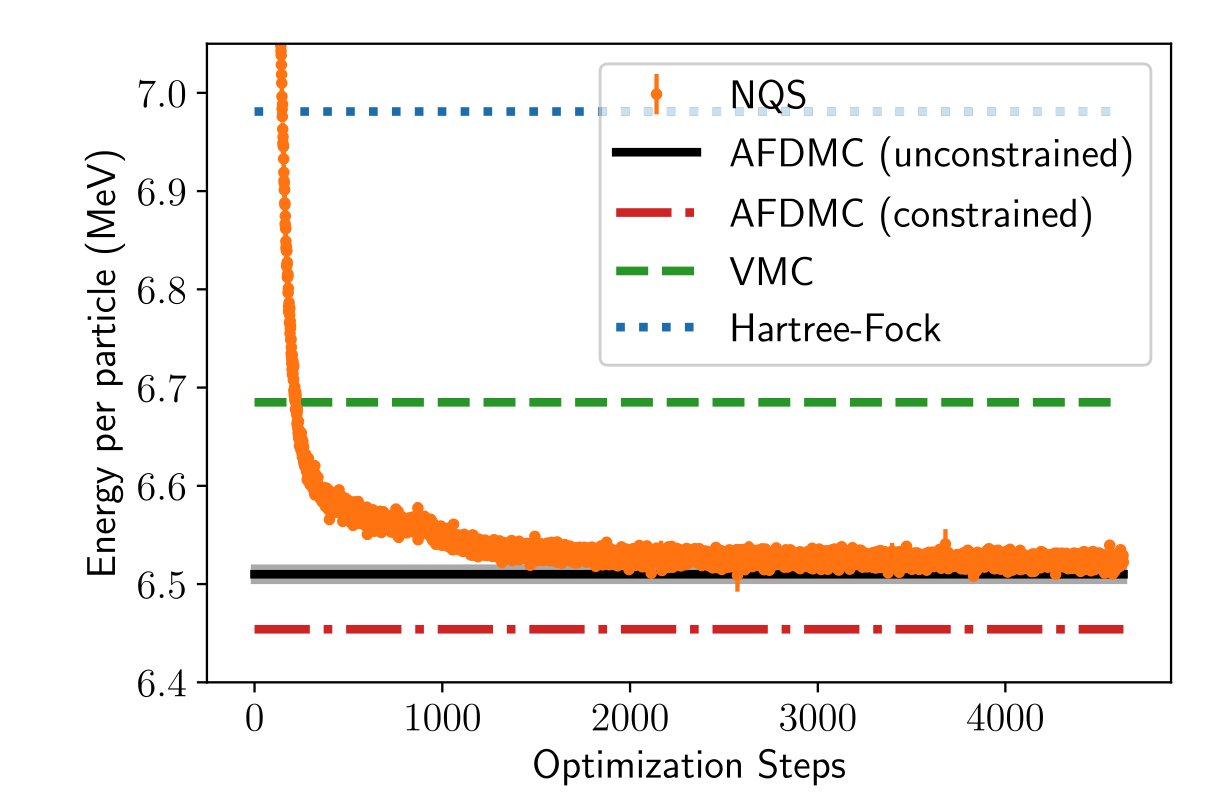 7.0
6.9
6.8
6.7
6.6
6.5
6.4
Energy per particle (MeV)
NQS
AFDMC (unconstrained)
AFDMC (constrained)
VMC
Hartree-Fock
0 1000 2000 3000 4000
Optimization Steps